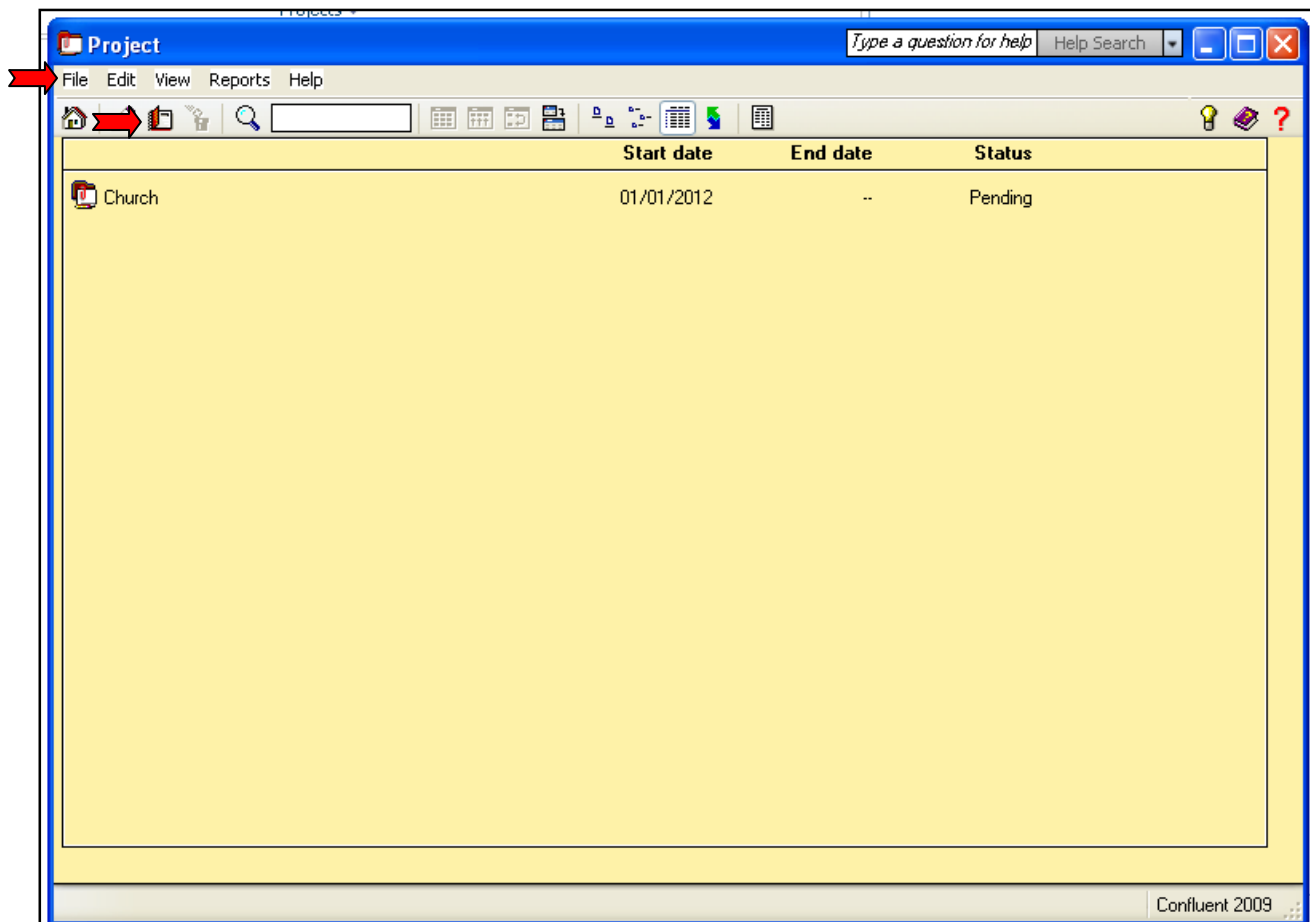 Project Type a question for help Help Search
File Edit View Reports Help
Start date End date Status
Church 01/01/2012 -- Pending
Confluent 2009